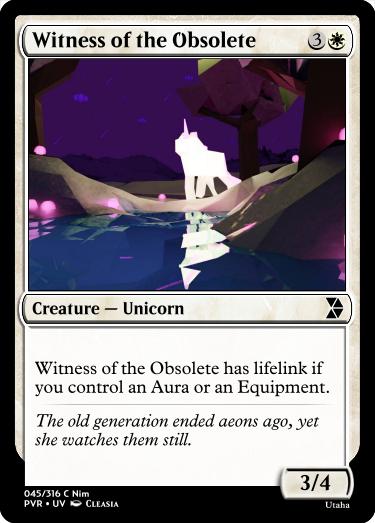 Witness of the Obsolete 3
Creature — Unicorn
Witness of the Obsolete has lifelink if
you control an Aura or an Equipment.
The old generation ended aeons ago, yet
she watches them still.
3/4
045/316 C Nim
PVR • UV CLEASIA
Utaha